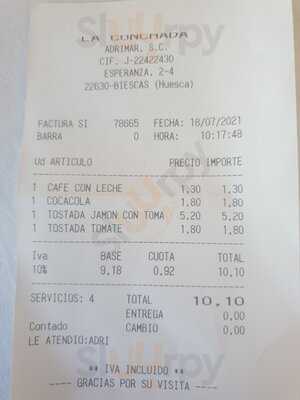 LA CONCHADA
ADRIMAR, S.C.
CIF. J-22422430
ESPERANZA, 2-4
22630-BIESCAS (Huesca)
FACTURA SI 78665 FECHA: 18/07/2021
BARRA 0 HORA: 10:17:48
Ud ARTICULO PRECIO IMPORTE
1 CAFE CON LECHE 1,30 1,30
1 COCACOLA 1,80 1,80
1 TOSTADA JAMON CON TOMA 5,20 5,20
1 TOSTADA TOMATE 1,80 1,80
Iva BASE CUOTA TOTAL
10% 9,18 0,92 10,10
SERVICIOS: 4 TOTAL 10,10
ENTREGA 0,00
Contado CAMBIO 0,00
LE ATENDIO:ADRI
** IVA INCLUIDO **
---- GRACIAS POR SU VISITA ----
Sluurpy
Sluurpy
Sluurpy